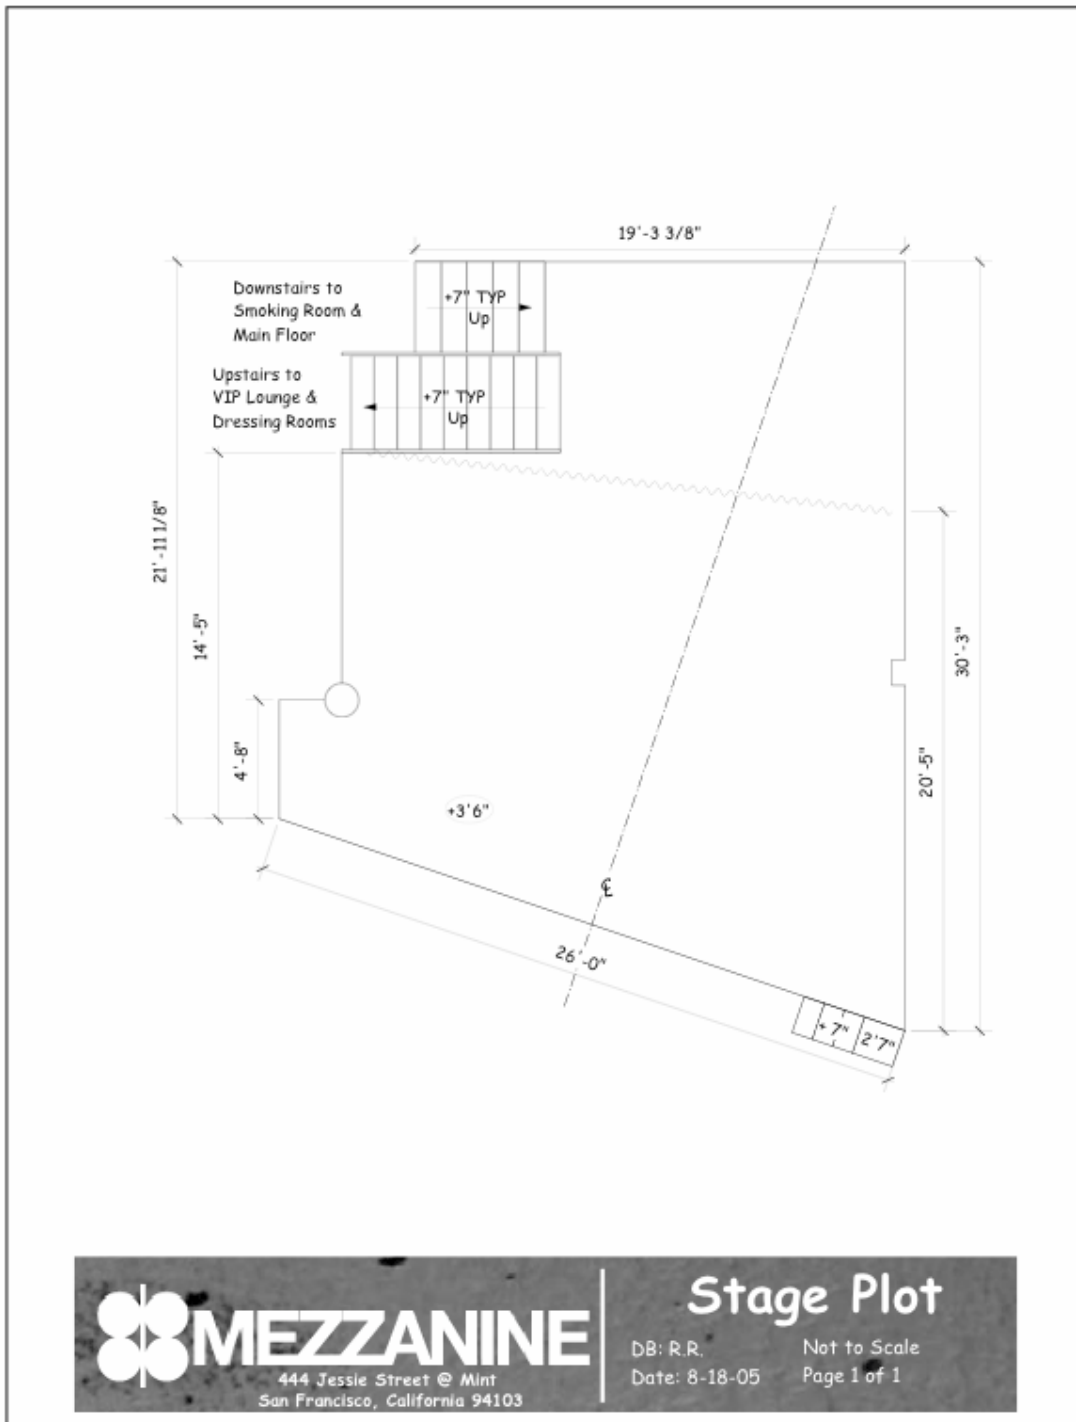 19'-3 3/8"
Downstairs to
Smoking Room &
Main Floor
+7" TYP
Up
Upstairs to
VIP Lounge &
Dressing Rooms
+7" TYP
Up
21'-11 1/8"
14'-5"
4'-8"
30'-3"
20'-5"
+3'6"
℄
26'-0"
+ 7"
2'7"
MEZZANINE
444 Jessie Street @ Mint
San Francisco, California 94103
Stage Plot
DB: R.R.
Not to Scale
Date: 8-18-05
Page 1 of 1